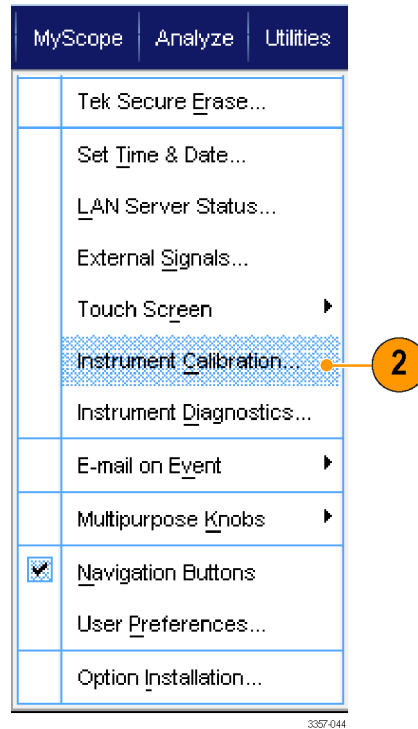 MyScope Analyze Utilities
Tek Secure Erase...
Set Time & Date...
LAN Server Status...
External Signals...
Touch Screen
Instrument Calibration...
2
Instrument Diagnostics...
E-mail on Event
Multipurpose Knobs
Navigation Buttons
User Preferences...
Option Installation...
3357-044